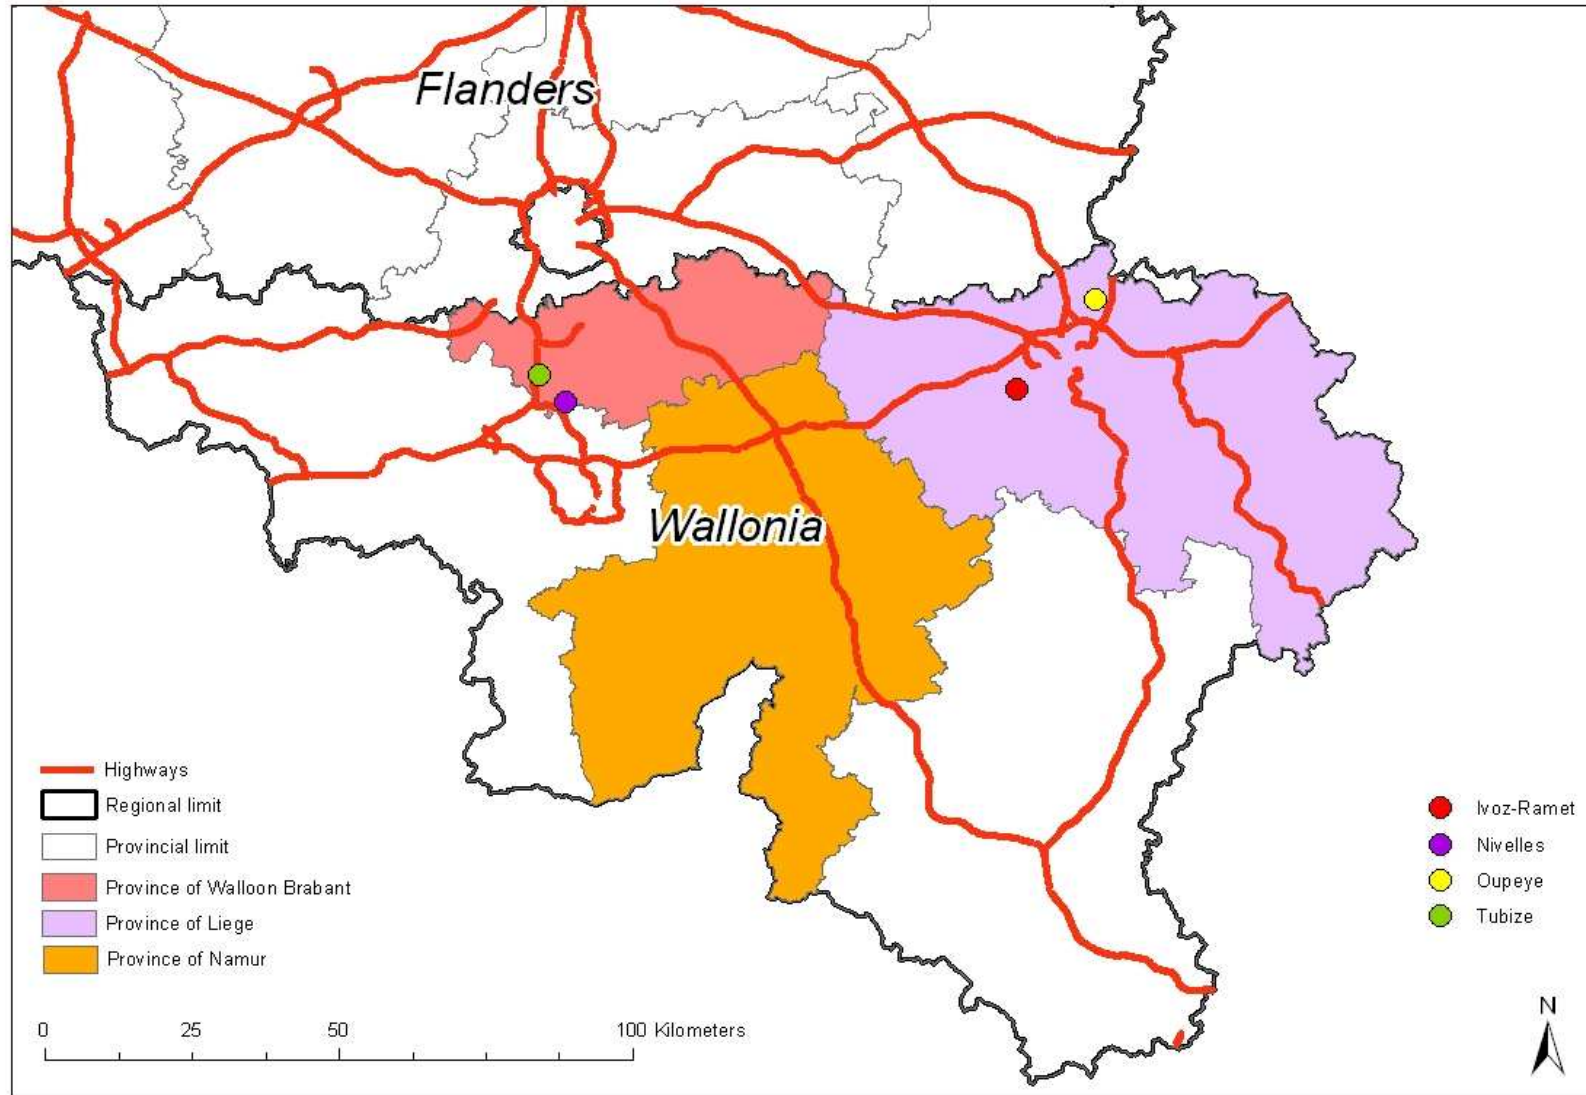 Flanders
Wallonia
Highways
Regional limit
Provincial limit
Province of Walloon Brabant
Province of Liege
Province of Namur
Ivoz-Ramet
Nivelles
Oupeye
Tubize
N
0 25 50 100 Kilometers